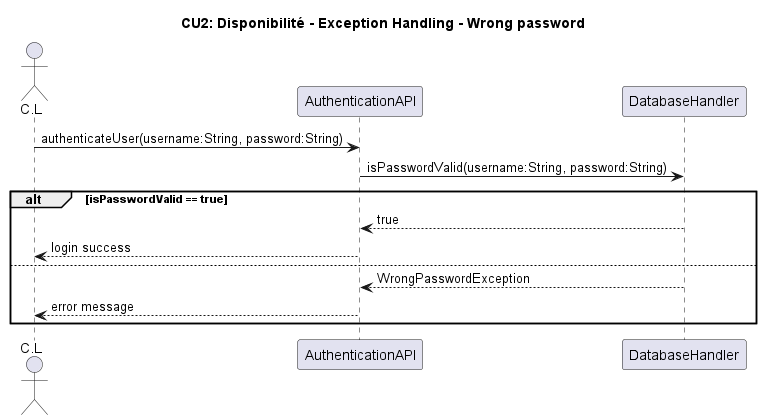 CU2: Disponibilité - Exception Handling - Wrong password
C.L
AuthenticationAPI
DatabaseHandler
authenticateUser(username:String, password:String)
isPasswordValid(username:String, password:String)
alt
[isPasswordValid == true]
true
login success
WrongPasswordException
error message
C.L
AuthenticationAPI
DatabaseHandler